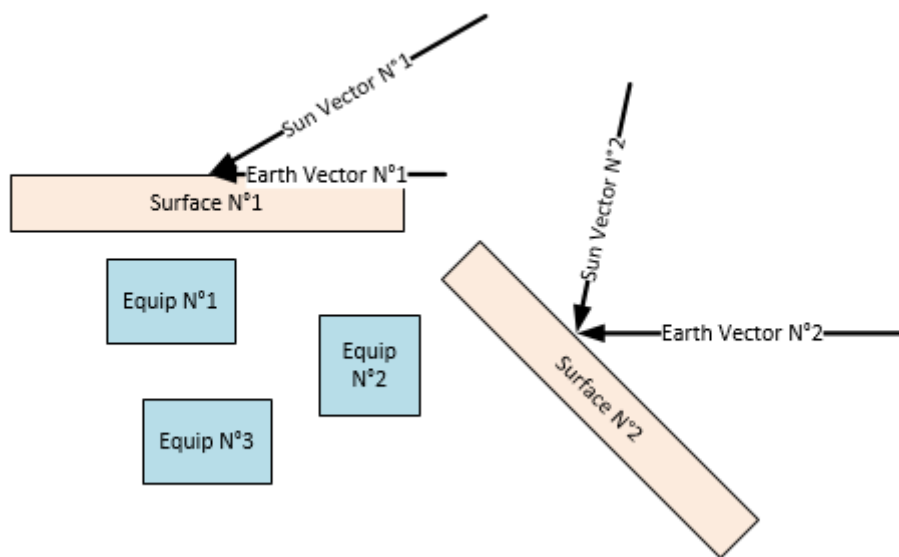 Sun Vector N°1
Earth Vector N°1
Surface N°1
Sun Vector N°2
Equip N°1
Equip
N°2
Earth Vector N°2
Surface N°2
Equip N°3